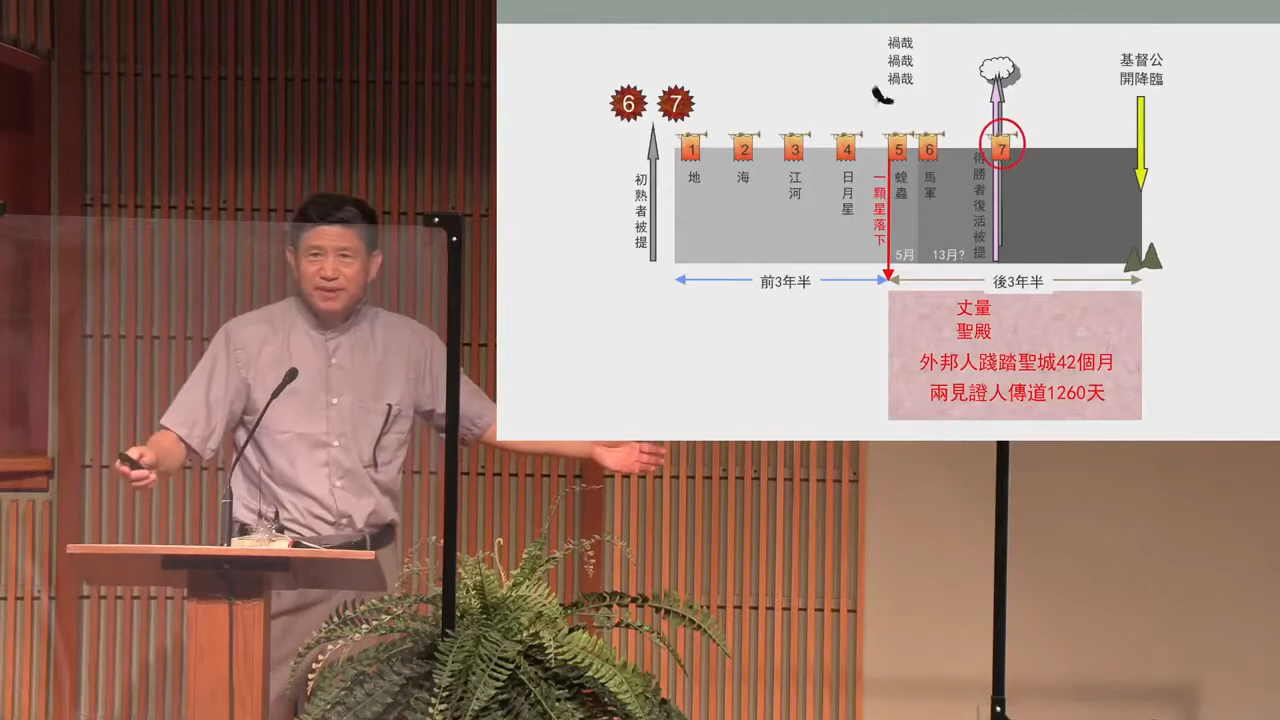 禍哉
禍哉
禍哉
基督公
開降臨
6 7
1 2 3 4 5 6 7
初熟者被提
地
海
江河
日月星
一顆星落下
蝗蟲
馬軍
得勝者復活被提
5月
13月?
前3年半
後3年半
丈量
聖殿
外邦人踐踏聖城42個月
兩見證人傳道1260天